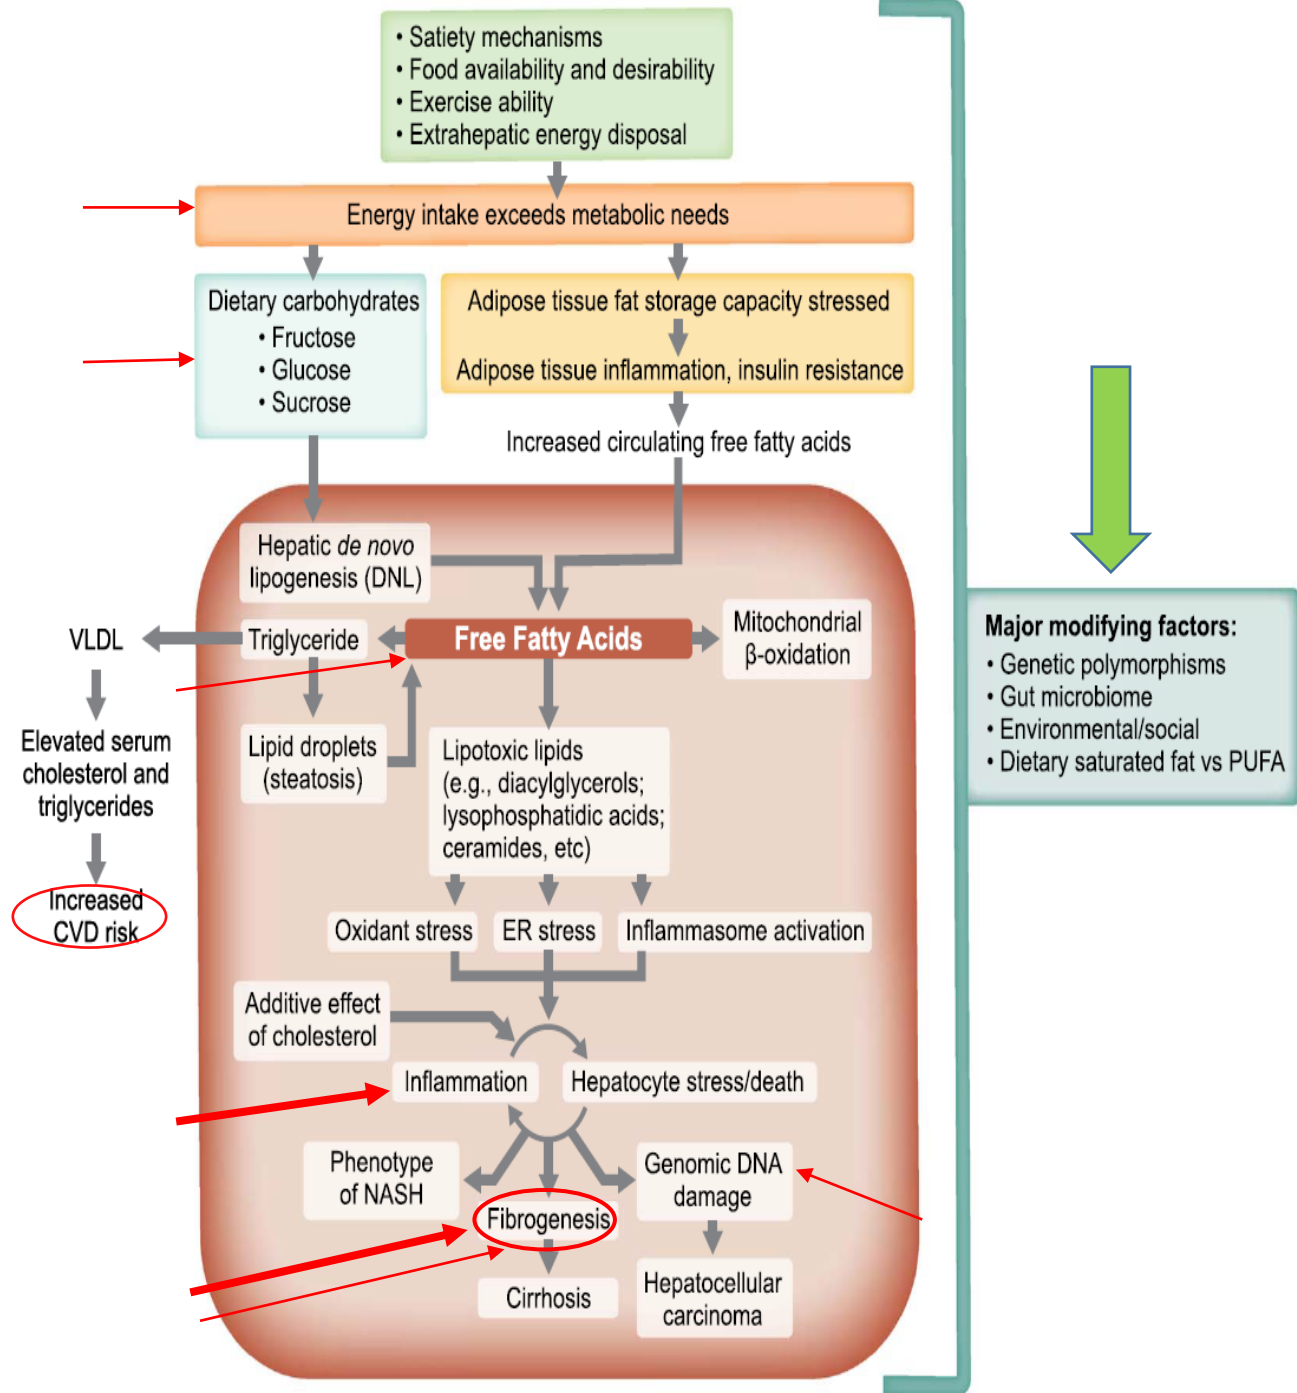 • Satiety mechanisms
• Food availability and desirability
• Exercise ability
• Extrahepatic energy disposal
Energy intake exceeds metabolic needs
Dietary carbohydrates
• Fructose
• Glucose
• Sucrose
Adipose tissue fat storage capacity stressed
Adipose tissue inflammation, insulin resistance
Increased circulating free fatty acids
Hepatic de novo
lipogenesis (DNL)
VLDL
Triglyceride
Free Fatty Acids
Mitochondrial
β-oxidation
Elevated serum
cholesterol and
triglycerides
Lipid droplets
(steatosis)
Lipotoxic lipids
(e.g., diacylglycerols;
lysophosphatidic acids;
ceramides, etc)
Increased
CVD risk
Oxidant stress
ER stress
Inflammasome activation
Additive effect
of cholesterol
Inflammation
Hepatocyte stress/death
Phenotype
of NASH
Fibrogenesis
Genomic DNA
damage
Cirrhosis
Hepatocellular
carcinoma
Major modifying factors:
• Genetic polymorphisms
• Gut microbiome
• Environmental/social
• Dietary saturated fat vs PUFA